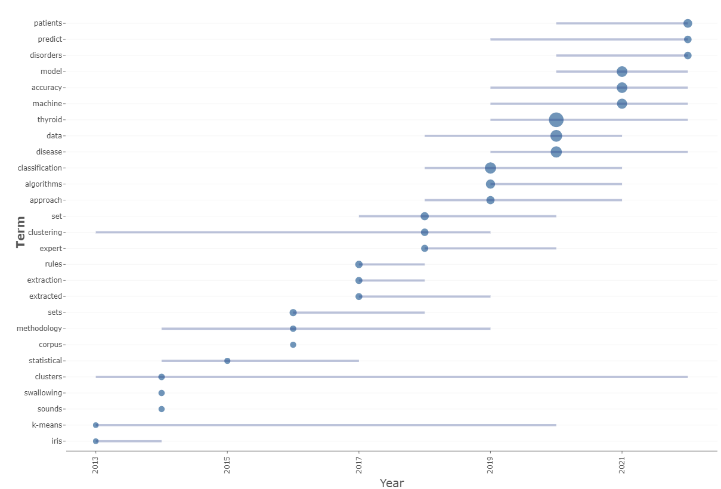 patients
predict
disorders
model
accuracy
machine
thyroid
data
disease
classification
algorithms
approach
set
clustering
expert
rules
extraction
extracted
sets
methodology
corpus
statistical
clusters
swallowing
sounds
k-means
iris
Term
2013 2015 2017 2019 2021
Year